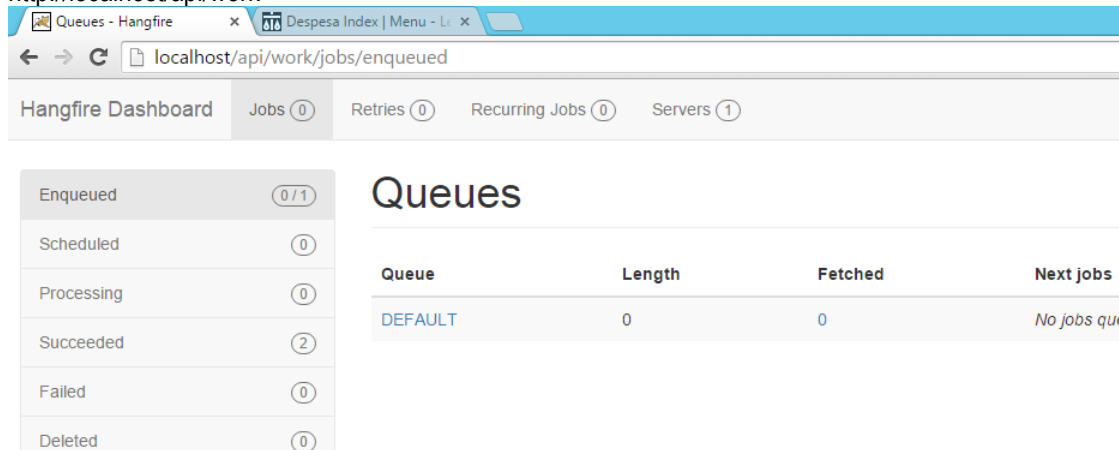 Queues - Hangfire
Despesa Index | Menu - Le
localhost/api/work/jobs/enqueued
Hangfire Dashboard Jobs 0 Retries 0 Recurring Jobs 0 Servers 1
Enqueued 0 / 1
Scheduled 0
Processing 0
Succeeded 2
Failed 0
Deleted 0
Queues
Queue Length Fetched Next jobs
DEFAULT 0 0 No jobs que